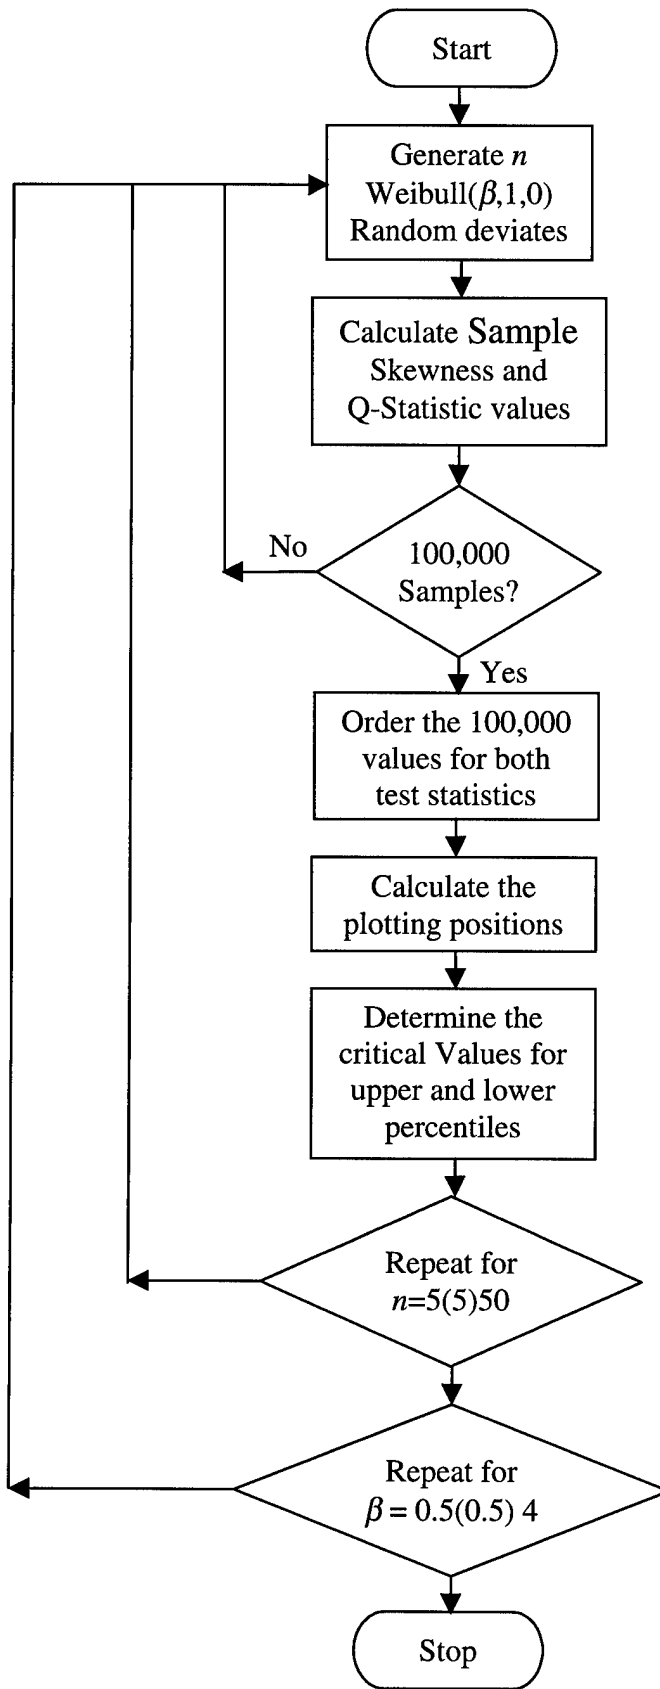 Start
Generate n
Weibull(β,1,0)
Random deviates
Calculate Sample
Skewness and
Q-Statistic values
No
100,000
Samples?
Yes
Order the 100,000
values for both
test statistics
Calculate the
plotting positions
Determine the
critical Values for
upper and lower
percentiles
Repeat for
n=5(5)50
Repeat for
β = 0.5(0.5) 4
Stop